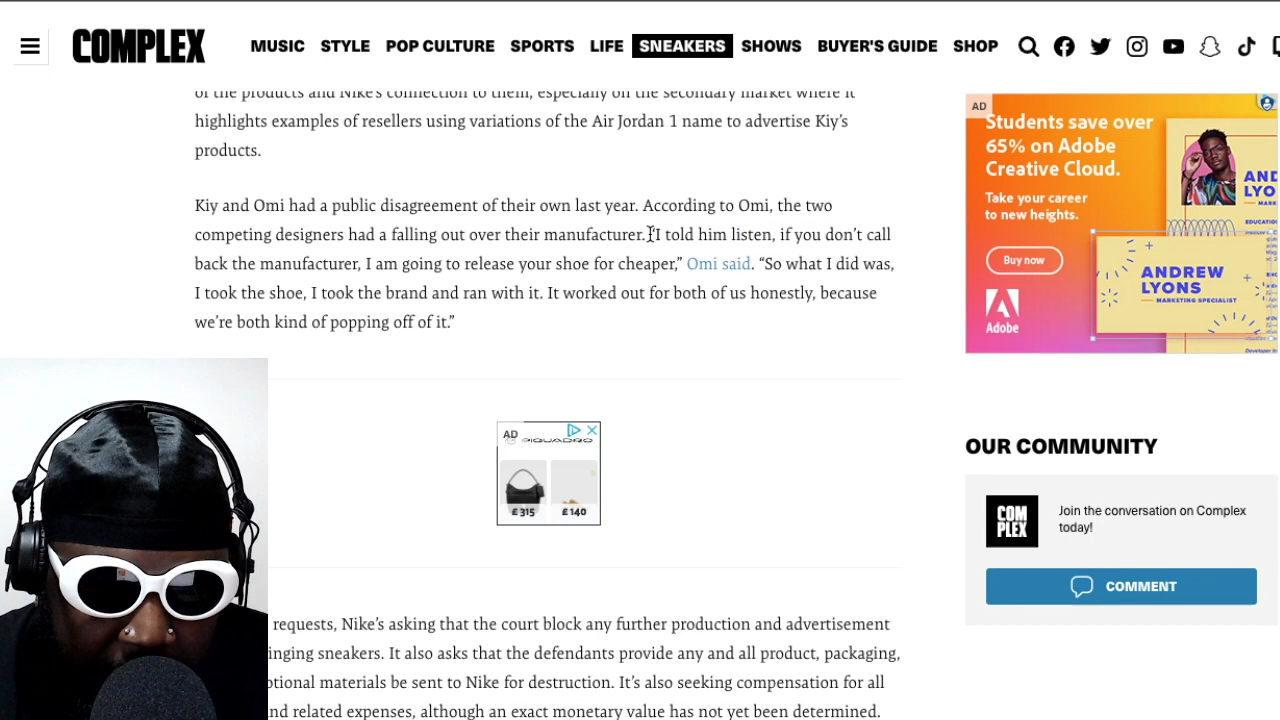 COMPLEX
MUSIC STYLE POP CULTURE SPORTS LIFE SNEAKERS SHOWS BUYER'S GUIDE SHOP
of the products and Nike's connection to them, especially on the secondary market where it
highlights examples of resellers using variations of the Air Jordan 1 name to advertise Kiy’s
products.
Kiy and Omi had a public disagreement of their own last year. According to Omi, the two
competing designers had a falling out over their manufacturer. “I told him listen, if you don’t call
back the manufacturer, I am going to release your shoe for cheaper,” Omi said. “So what I did was,
I took the shoe, I took the brand and ran with it. It worked out for both of us honestly, because
we’re both kind of popping off of it.”
AD
PIQUADRO
£315 £140
requests, Nike’s asking that the court block any further production and advertisement
inging sneakers. It also asks that the defendants provide any and all product, packaging,
otional materials be sent to Nike for destruction. It’s also seeking compensation for all
nd related expenses, although an exact monetary value has not yet been determined.
AD
Students save over
65% on Adobe
Creative Cloud.
Take your career
to new heights.
Buy now
Adobe
AND
LYO
MARK
EDUCATIO
ANDREW
LYONS
MARKETING SPECIALIST
OUR COMMUNITY
COM
PLEX
Join the conversation on Complex
today!
COMMENT